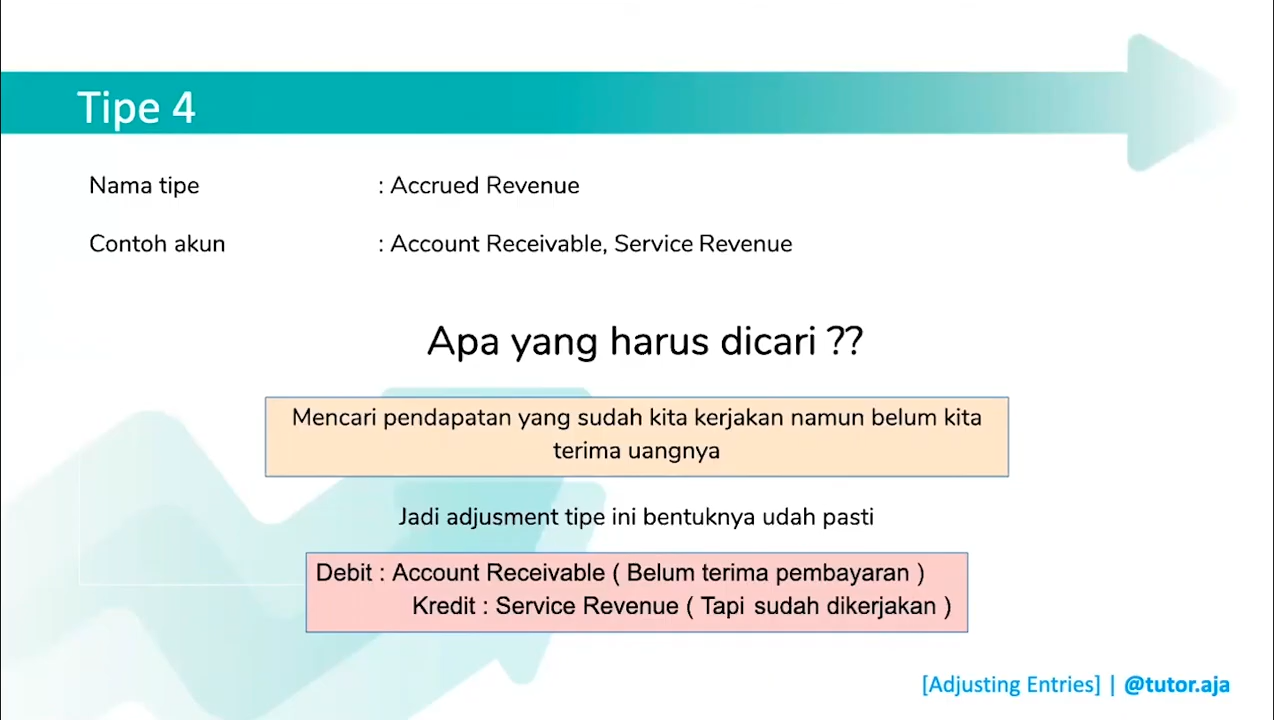 Tipe 4
Nama tipe : Accrued Revenue
Contoh akun : Account Receivable, Service Revenue
Apa yang harus dicari ??
Mencari pendapatan yang sudah kita kerjakan namun belum kita
terima uangnya
Jadi adjusment tipe ini bentuknya udah pasti
Debit : Account Receivable ( Belum terima pembayaran )
Kredit : Service Revenue ( Tapi sudah dikerjakan )
[Adjusting Entries] | @tutor.aja